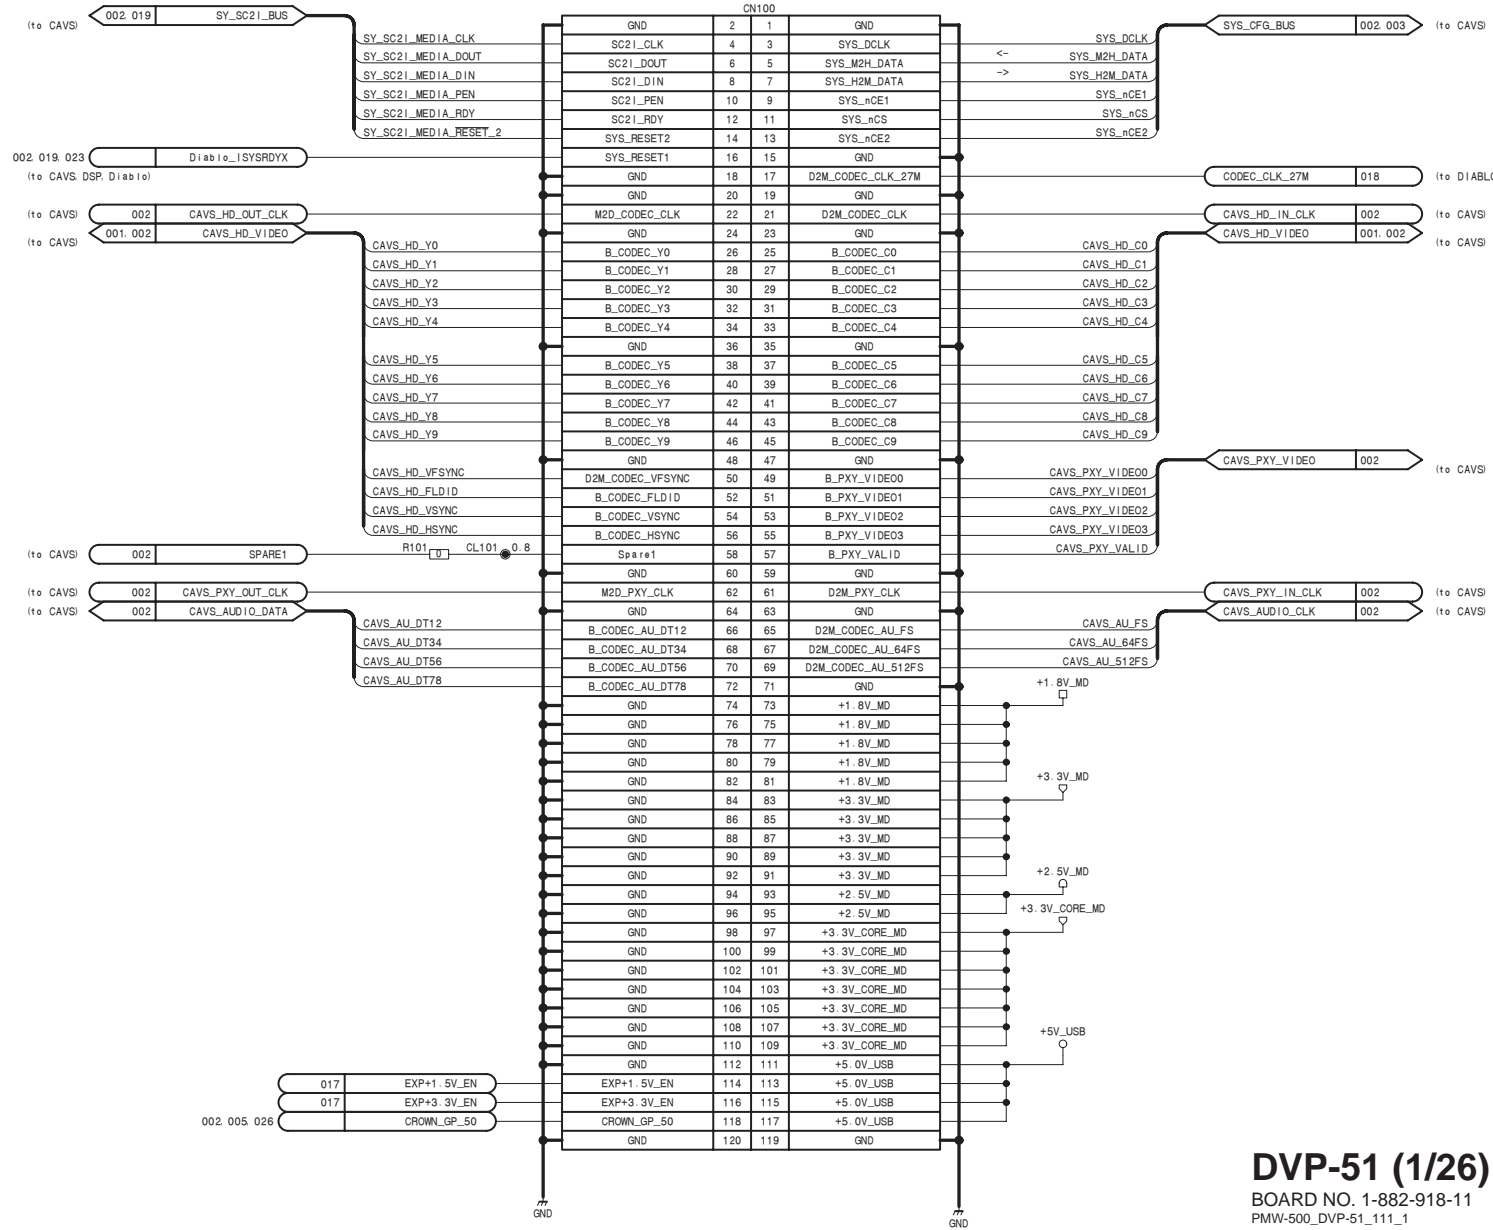 CN100
(to CAVS) 002. 019 SY_SC2I_BUS
SYS_CFG_BUS 002. 003 (to CAVS)
GND 2 1 GND
SY_SC2I_MEDIA_CLK SC2I_CLK 4 3 SYS_DCLK SYS_DCLK
SY_SC2I_MEDIA_DOUT SC2I_DOUT 6 5 SYS_M2H_DATA <- SYS_M2H_DATA
SY_SC2I_MEDIA_DIN SC2I_DIN 8 7 SYS_H2M_DATA -> SYS_H2M_DATA
SY_SC2I_MEDIA_PEN SC2I_PEN 10 9 SYS_nCE1 SYS_nCE1
SY_SC2I_MEDIA_RDY SC2I_RDY 12 11 SYS_nCS SYS_nCS
SY_SC2I_MEDIA_RESET_2 SYS_RESET2 14 13 SYS_nCE2 SYS_nCE2
002. 019. 023 Diablo_ISYSRDYX SYS_RESET1 16 15 GND
(to CAVS. DSP. Diablo) GND 18 17 D2M_CODEC_CLK_27M CODEC_CLK_27M 018 (to DIABLO
GND 20 19 GND
(to CAVS) 002 CAVS_HD_OUT_CLK M2D_CODEC_CLK 22 21 D2M_CODEC_CLK CAVS_HD_IN_CLK 002 (to CAVS)
(to CAVS) 001. 002 CAVS_HD_VIDEO GND 24 23 GND CAVS_HD_VIDEO 001. 002 (to CAVS)
CAVS_HD_Y0 B_CODEC_Y0 26 25 B_CODEC_C0 CAVS_HD_C0
CAVS_HD_Y1 B_CODEC_Y1 28 27 B_CODEC_C1 CAVS_HD_C1
CAVS_HD_Y2 B_CODEC_Y2 30 29 B_CODEC_C2 CAVS_HD_C2
CAVS_HD_Y3 B_CODEC_Y3 32 31 B_CODEC_C3 CAVS_HD_C3
CAVS_HD_Y4 B_CODEC_Y4 34 33 B_CODEC_C4 CAVS_HD_C4
GND 36 35 GND
CAVS_HD_Y5 B_CODEC_Y5 38 37 B_CODEC_C5 CAVS_HD_C5
CAVS_HD_Y6 B_CODEC_Y6 40 39 B_CODEC_C6 CAVS_HD_C6
CAVS_HD_Y7 B_CODEC_Y7 42 41 B_CODEC_C7 CAVS_HD_C7
CAVS_HD_Y8 B_CODEC_Y8 44 43 B_CODEC_C8 CAVS_HD_C8
CAVS_HD_Y9 B_CODEC_Y9 46 45 B_CODEC_C9 CAVS_HD_C9
GND 48 47 GND CAVS_PXY_VIDEO 002 (to CAVS)
CAVS_HD_VFSYNC D2M_CODEC_VFSYNC 50 49 B_PXY_VIDEO0 CAVS_PXY_VIDEO0
CAVS_HD_FLDID B_CODEC_FLDID 52 51 B_PXY_VIDEO1 CAVS_PXY_VIDEO1
CAVS_HD_VSYNC B_CODEC_VSYNC 54 53 B_PXY_VIDEO2 CAVS_PXY_VIDEO2
CAVS_HD_HSYNC B_CODEC_HSYNC 56 55 B_PXY_VIDEO3 CAVS_PXY_VIDEO3
(to CAVS) 002 SPARE1 R101 0 CL101 0. 8 Spare1 58 57 B_PXY_VALID CAVS_PXY_VALID
GND 60 59 GND
(to CAVS) 002 CAVS_PXY_OUT_CLK M2D_PXY_CLK 62 61 D2M_PXY_CLK CAVS_PXY_IN_CLK 002 (to CAVS)
(to CAVS) 002 CAVS_AUDIO_DATA GND 64 63 GND CAVS_AUDIO_CLK 002 (to CAVS)
CAVS_AU_DT12 B_CODEC_AU_DT12 66 65 D2M_CODEC_AU_FS CAVS_AU_FS
CAVS_AU_DT34 B_CODEC_AU_DT34 68 67 D2M_CODEC_AU_64FS CAVS_AU_64FS
CAVS_AU_DT56 B_CODEC_AU_DT56 70 69 D2M_CODEC_AU_512FS CAVS_AU_512FS
CAVS_AU_DT78 B_CODEC_AU_DT78 72 71 GND +1. 8V_MD
GND 74 73 +1. 8V_MD
GND 76 75 +1. 8V_MD
GND 78 77 +1. 8V_MD
GND 80 79 +1. 8V_MD
GND 82 81 +1. 8V_MD +3. 3V_MD
GND 84 83 +3. 3V_MD
GND 86 85 +3. 3V_MD
GND 88 87 +3. 3V_MD
GND 90 89 +3. 3V_MD
GND 92 91 +3. 3V_MD +2. 5V_MD
GND 94 93 +2. 5V_MD
GND 96 95 +2. 5V_MD +3. 3V_CORE_MD
GND 98 97 +3. 3V_CORE_MD
GND 100 99 +3. 3V_CORE_MD
GND 102 101 +3. 3V_CORE_MD
GND 104 103 +3. 3V_CORE_MD
GND 106 105 +3. 3V_CORE_MD
GND 108 107 +3. 3V_CORE_MD +5V_USB
GND 110 109 +3. 3V_CORE_MD
GND 112 111 +5. 0V_USB
017 EXP+1. 5V_EN EXP+1. 5V_EN 114 113 +5. 0V_USB
017 EXP+3. 3V_EN EXP+3. 3V_EN 116 115 +5. 0V_USB
002. 005. 026 CROWN_GP_50 CROWN_GP_50 118 117 +5. 0V_USB
GND 120 119 GND
GND GND
DVP-51 (1/26)
BOARD NO. 1-882-918-11
PMW-500_DVP-51_111_1